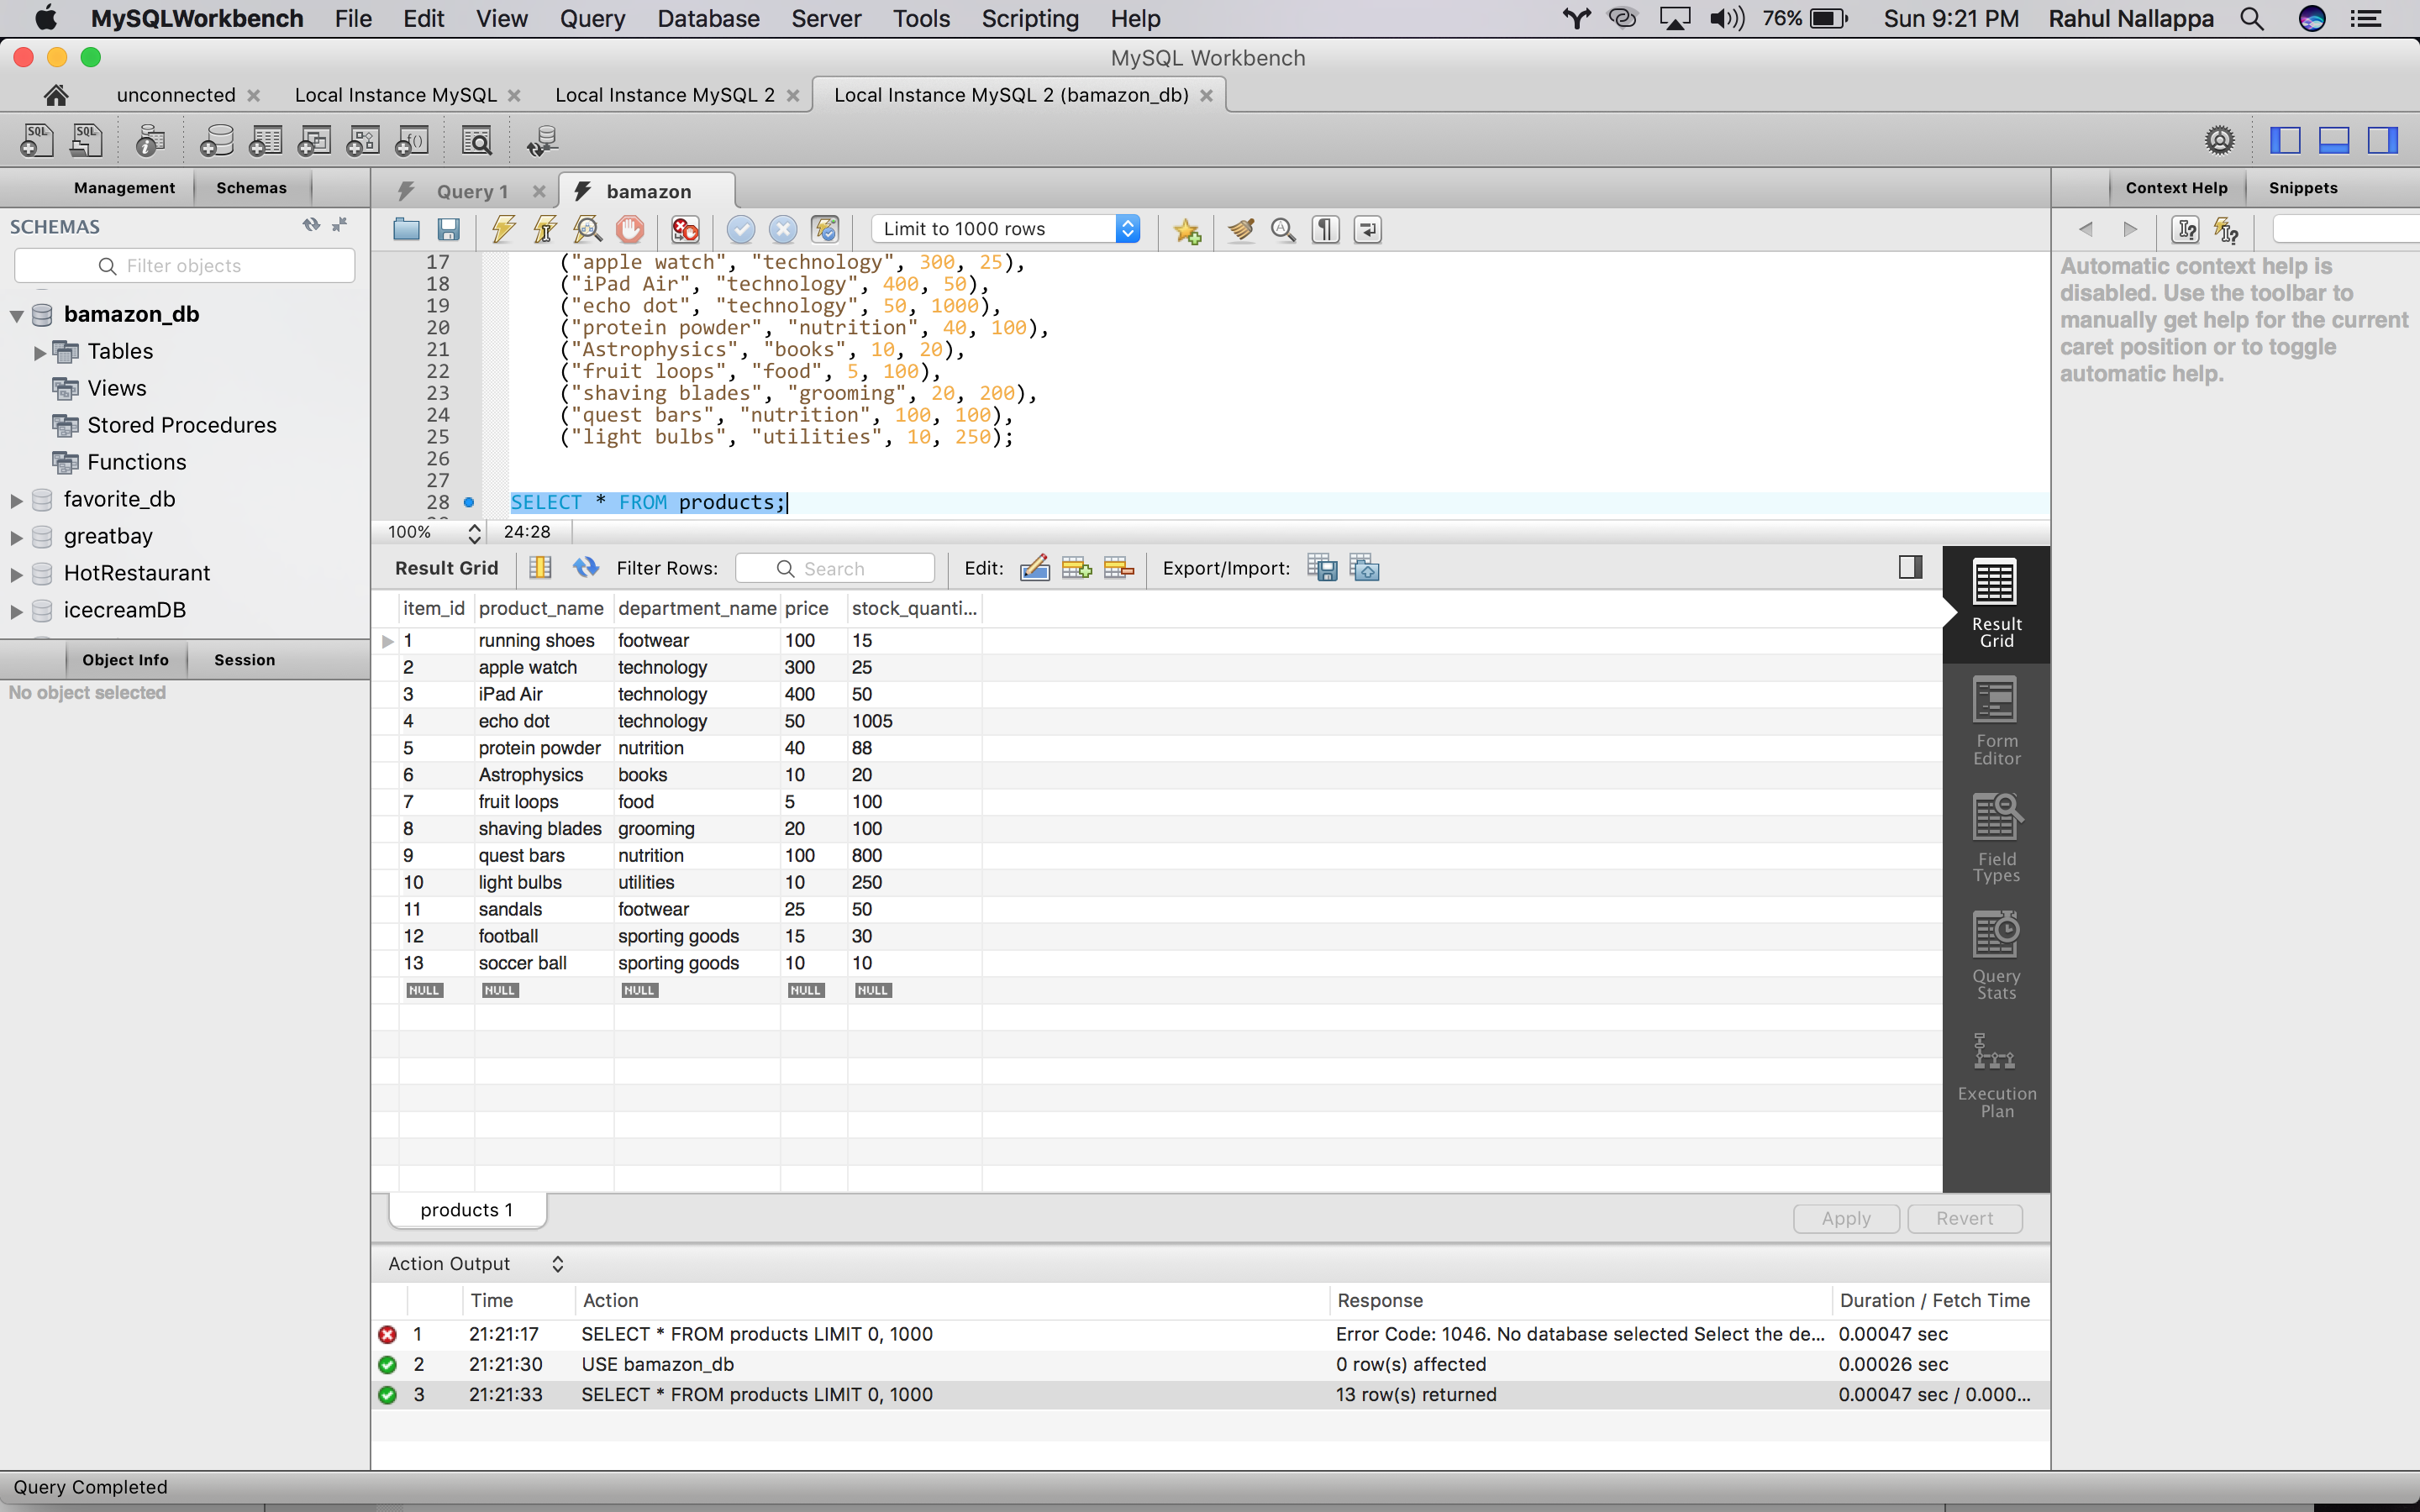 MySQLWorkbench File Edit View Query Database Server Tools Scripting Help 76% Sun 9:21 PM Rahul Nallappa
MySQL Workbench
unconnected Local Instance MySQL Local Instance MySQL 2 Local Instance MySQL 2 (bamazon_db)
Management Schemas
Query 1 bamazon
Context Help Snippets
SCHEMAS
Limit to 1000 rows
Filter objects
bamazon_db
Tables
Views
Stored Procedures
Functions
favorite_db
greatbay
HotRestaurant
icecreamDB
Object Info Session
No object selected
17 ("apple watch", "technology", 300, 25),
18 ("iPad Air", "technology", 400, 50),
19 ("echo dot", "technology", 50, 1000),
20 ("protein powder", "nutrition", 40, 100),
21 ("Astrophysics", "books", 10, 20),
22 ("fruit loops", "food", 5, 100),
23 ("shaving blades", "grooming", 20, 200),
24 ("quest bars", "nutrition", 100, 100),
25 ("light bulbs", "utilities", 10, 250);
26
27
28 SELECT * FROM products;
100% 24:28
Automatic context help is
disabled. Use the toolbar to
manually get help for the current
caret position or to toggle
automatic help.
Result Grid Filter Rows: Search Edit: Export/Import:
item_id product_name department_name price stock_quanti...
1 running shoes footwear 100 15
2 apple watch technology 300 25
3 iPad Air technology 400 50
4 echo dot technology 50 1005
5 protein powder nutrition 40 88
6 Astrophysics books 10 20
7 fruit loops food 5 100
8 shaving blades grooming 20 100
9 quest bars nutrition 100 800
10 light bulbs utilities 10 250
11 sandals footwear 25 50
12 football sporting goods 15 30
13 soccer ball sporting goods 10 10
NULL NULL NULL NULL NULL
Result
Grid
Form
Editor
Field
Types
Query
Stats
Execution
Plan
products 1
Apply Revert
Action Output
Time Action Response Duration / Fetch Time
1 21:21:17 SELECT * FROM products LIMIT 0, 1000 Error Code: 1046. No database selected Select the de... 0.00047 sec
2 21:21:30 USE bamazon_db 0 row(s) affected 0.00026 sec
3 21:21:33 SELECT * FROM products LIMIT 0, 1000 13 row(s) returned 0.00047 sec / 0.000...
Query Completed